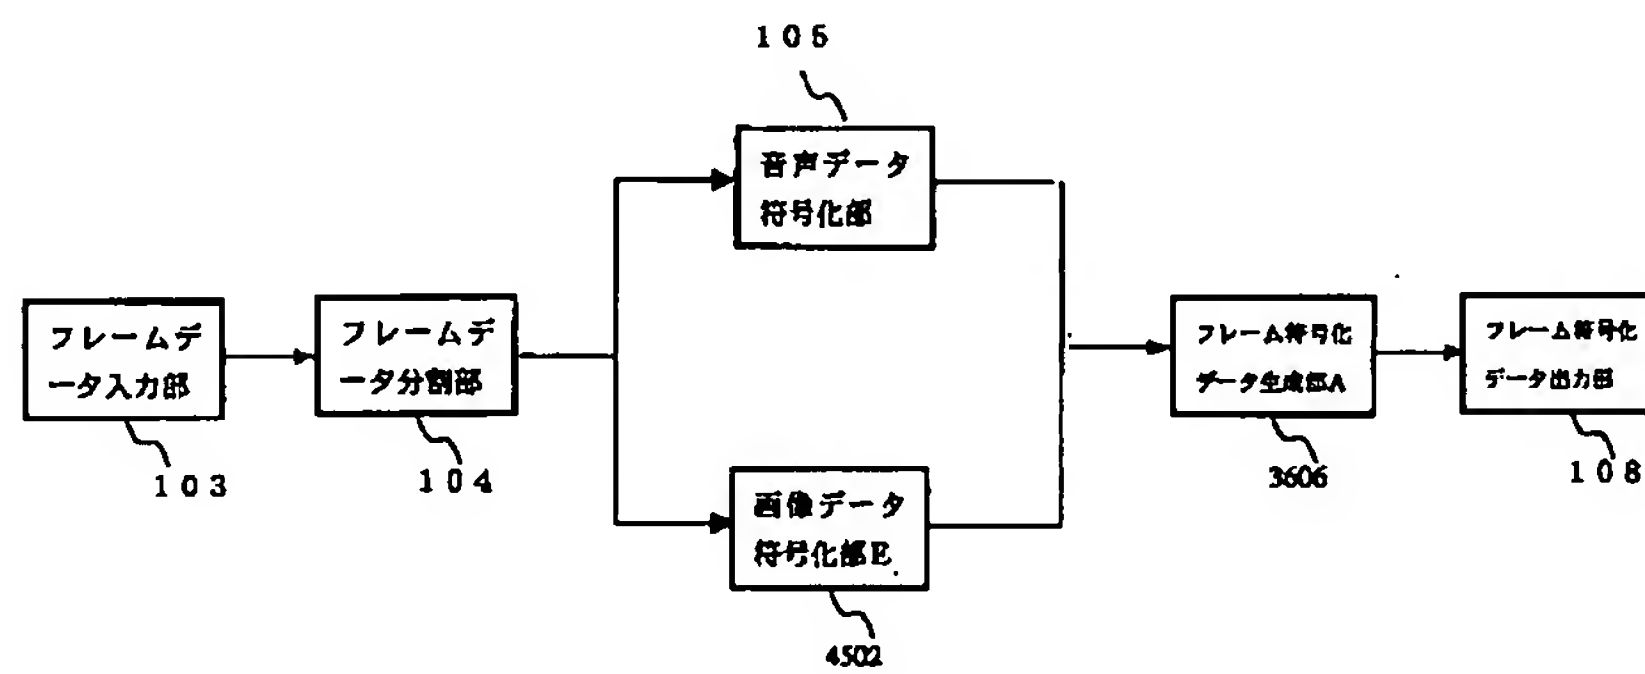 105
音声データ
符号化部
フレームデ
ータ入力部
103
フレームデ
ータ分割部
104
画像データ
符号化部E
4502
フレーム符号化
データ生成部A
3606
フレーム符号化
データ出力部
108